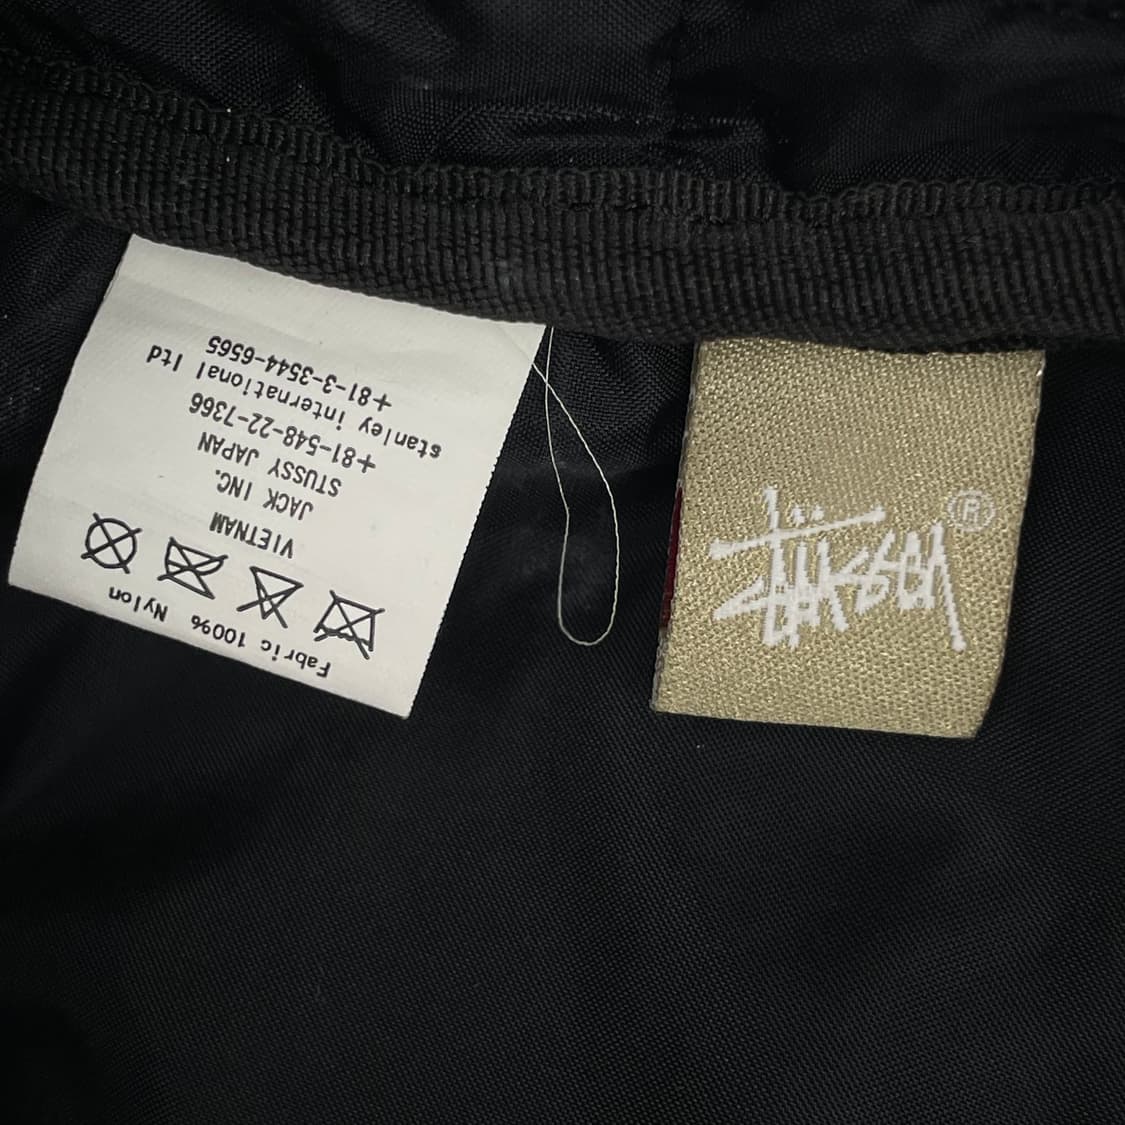 Fabric 100% Nylon
VIETNAM
JACK INC.
STUSSY JAPAN
+81-548-22-7366
stanley international ltd
+81-3-3544-6565
Stüssy ®